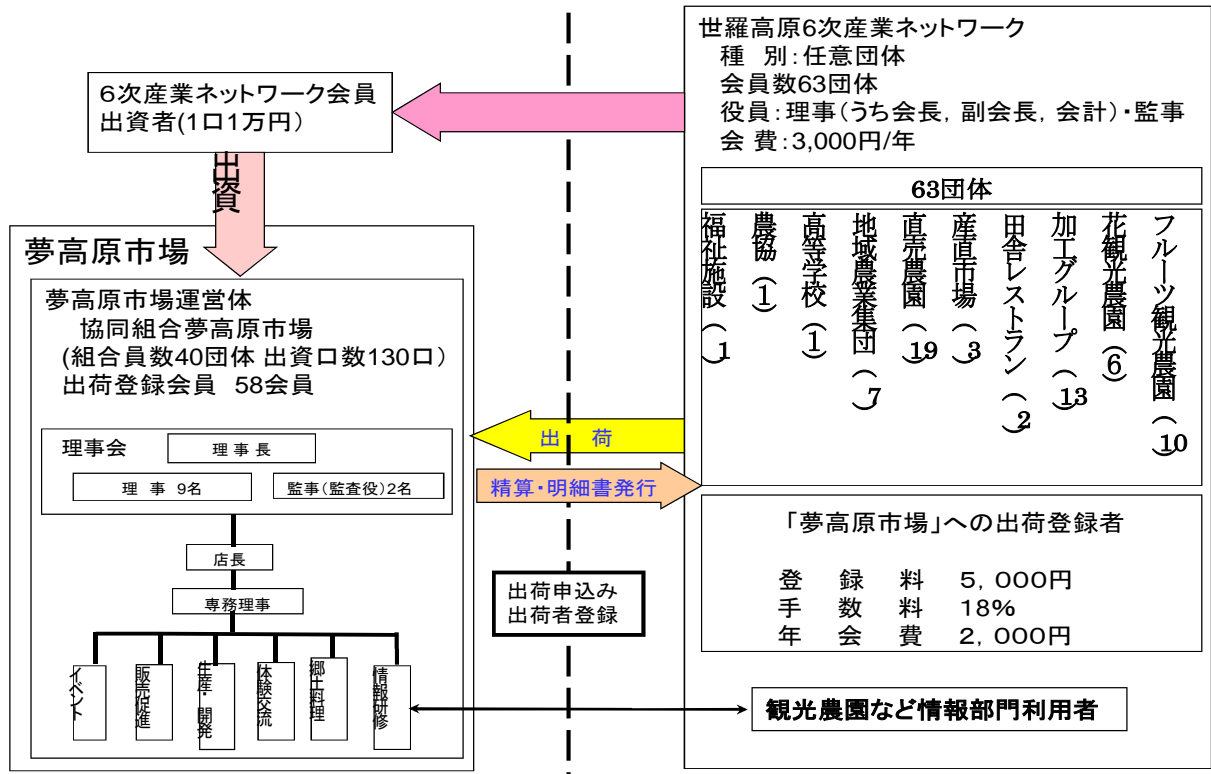 6次産業ネットワーク会員
出資者(1口1万円)
出資
夢高原市場
夢高原市場運営体
協同組合夢高原市場
(組合員数40団体 出資口数130口)
出荷登録会員 58会員
理事会
理事長
理 事 9名
監事(監査役)2名
店長
専務理事
イベント
販売促進
生産・開発
体験交流
郷土料理
情報研修
出 荷
精算・明細書発行
出荷申込み
出荷者登録
世羅高原6次産業ネットワーク
種 別:任意団体
会員数63団体
役員:理事(うち会長,副会長,会計)・監事
会 費:3,000円/年
63団体
福祉施設(1)
農協(1)
高等学校(1)
地域農業集団(7)
直売農園(19)
産直市場(3)
田舎レストラン(2)
加工グループ(13)
花観光農園(6)
フルーツ観光農園(10)
「夢高原市場」への出荷登録者
登 録 料 5,000円
手 数 料 18%
年 会 費 2,000円
観光農園など情報部門利用者